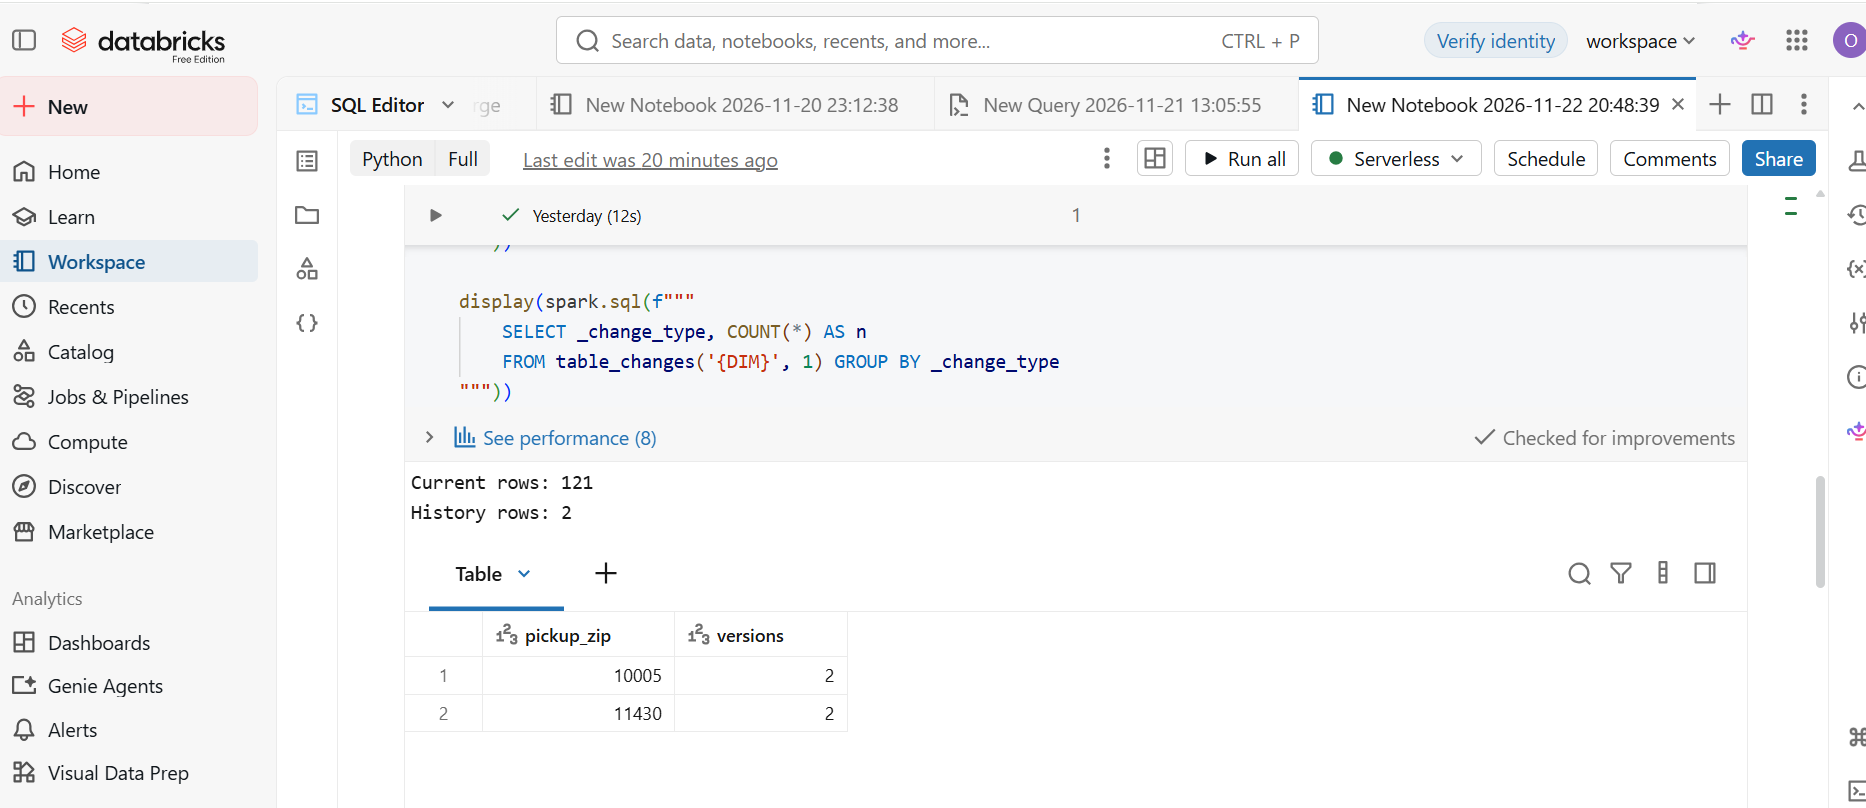 databricks
Free Edition
Search data, notebooks, recents, and more...
CTRL + P
Verify identity
workspace
O
New
Home
Learn
Workspace
Recents
Catalog
Jobs & Pipelines
Compute
Discover
Marketplace
Analytics
Dashboards
Genie Agents
Alerts
Visual Data Prep
SQL Editor
rge
New Notebook 2026-11-20 23:12:38
New Query 2026-11-21 13:05:55
New Notebook 2026-11-22 20:48:39
Python
Full
Last edit was 20 minutes ago
Run all
Serverless
Schedule
Comments
Share
Yesterday (12s)
1
))
display(spark.sql(f"""
SELECT _change_type, COUNT(*) AS n
FROM table_changes('{DIM}', 1) GROUP BY _change_type
"""))
See performance (8)
Checked for improvements
Current rows: 121
History rows: 2
Table
pickup_zip versions
1 10005 2
2 11430 2